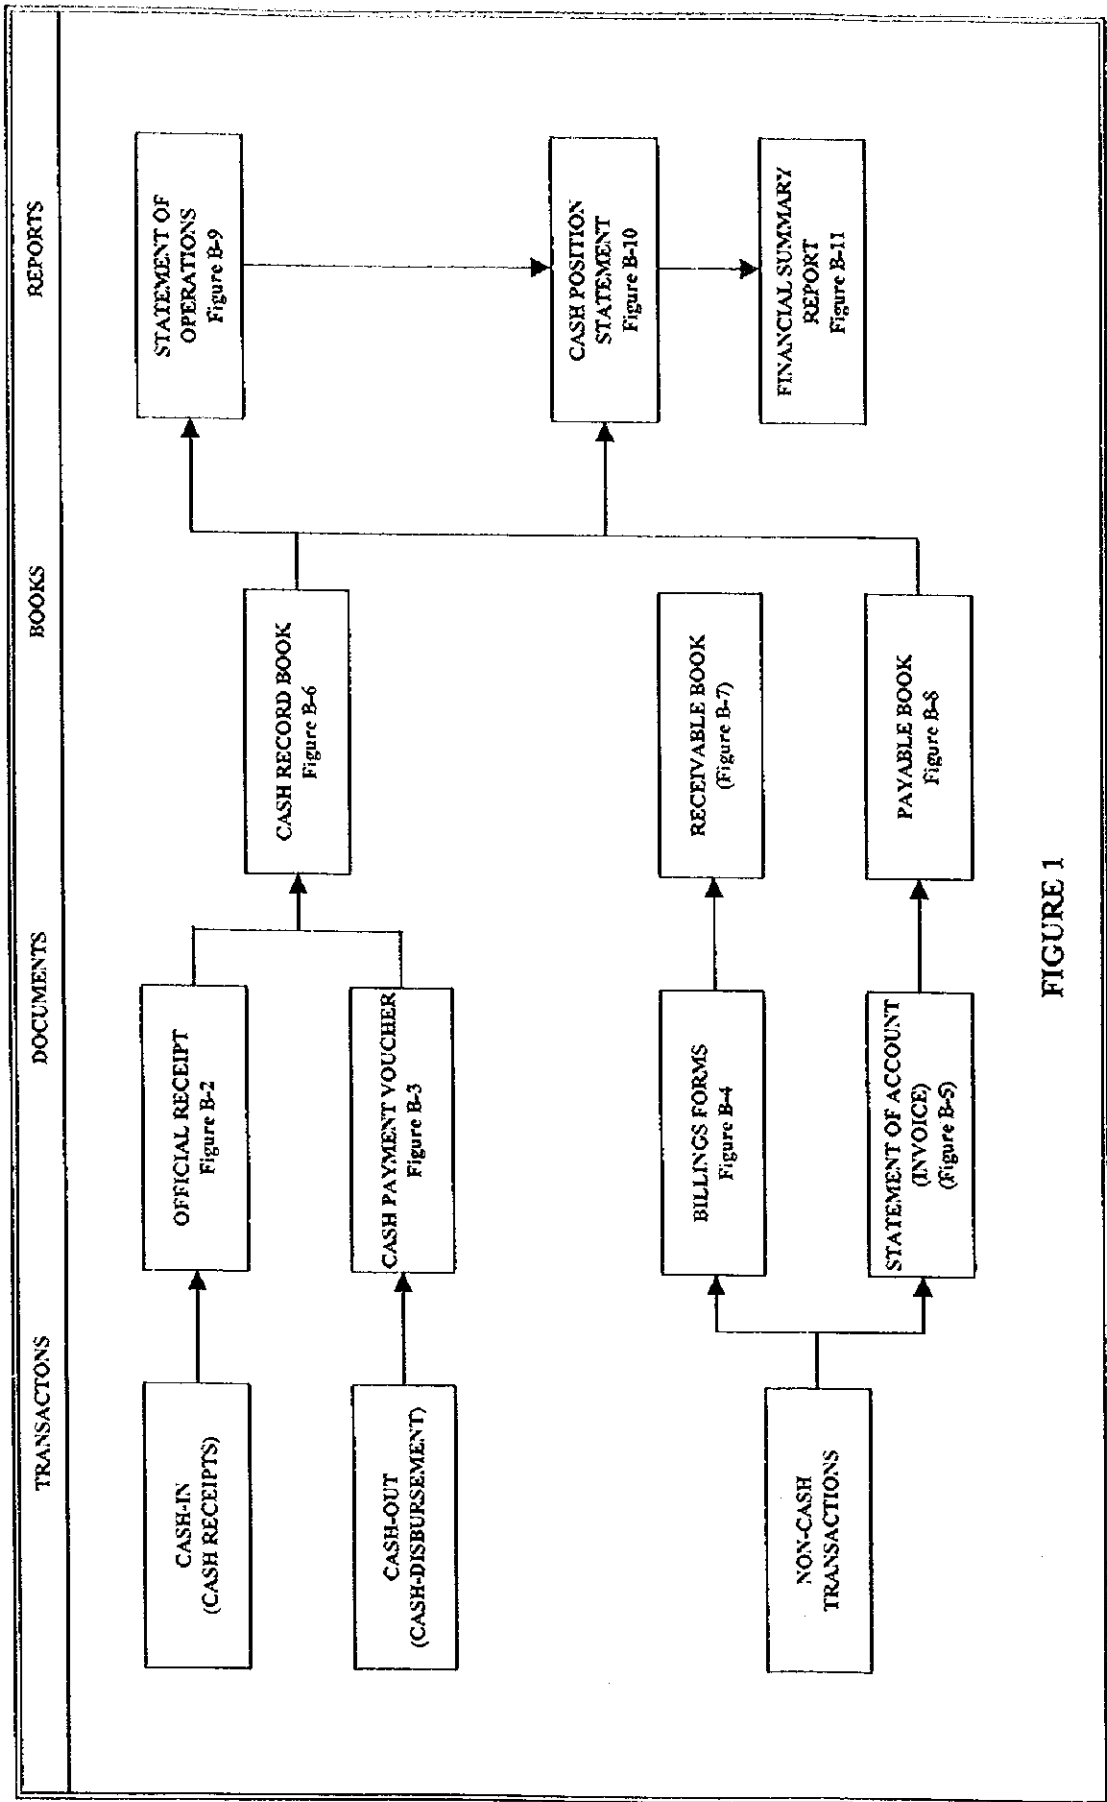 TRANSACTONS
DOCUMENTS
BOOKS
REPORTS
CASH-IN
(CASH RECEIPTS)
OFFICIAL RECEIPT
Figure B-2
CASH-OUT
(CASH-DISBURSEMENT)
CASH PAYMENT VOUCHER
Figure B-3
CASH RECORD BOOK
Figure B-6
STATEMENT OF
OPERATIONS
Figure B-9
NON-CASH
TRANSACTIONS
BILLINGS FORMS
Figure B-4
RECEIVABLE BOOK
(Figure B-7)
STATEMENT OF ACCOUNT
(INVOICE)
(Figure B-5)
PAYABLE BOOK
Figure B-8
CASH POSITION
STATEMENT
Figure B-10
FINANCIAL SUMMARY
REPORT
Figure B-11
FIGURE 1